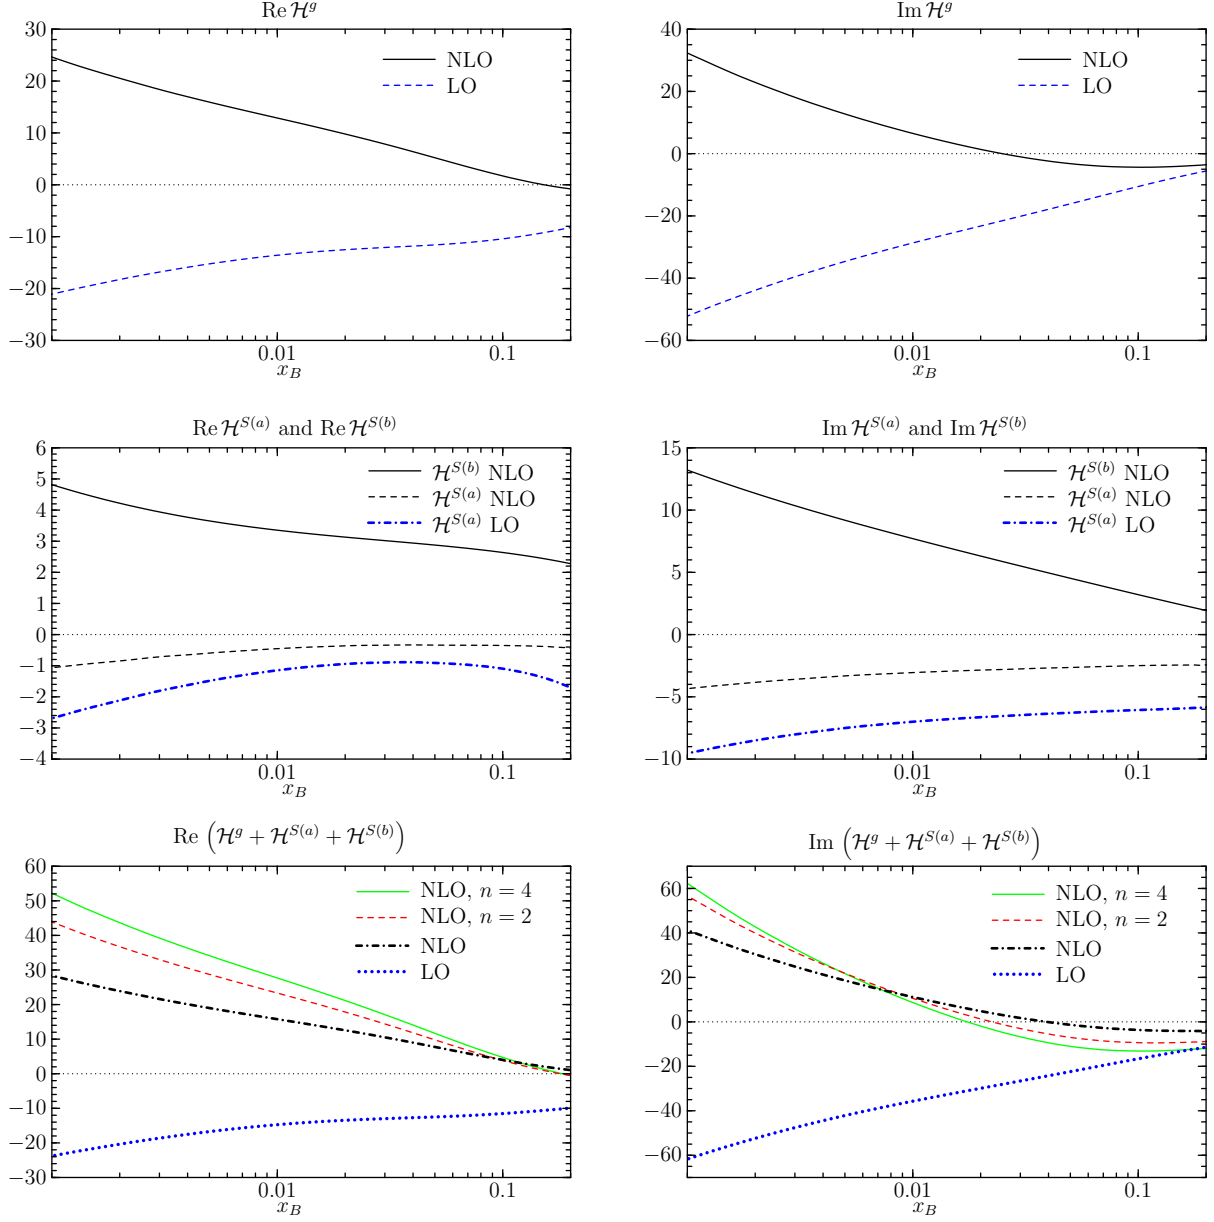 Re ℋ^g
30
20
10
0
−10
−20
−30
NLO
LO
0.01
0.1
x_B
Im ℋ^g
40
20
0
−20
−40
−60
NLO
LO
0.01
0.1
x_B
Re ℋ^{S(a)} and Re ℋ^{S(b)}
6
5
4
3
2
1
0
−1
−2
−3
−4
ℋ^{S(b)} NLO
ℋ^{S(a)} NLO
ℋ^{S(a)} LO
0.01
0.1
x_B
Im ℋ^{S(a)} and Im ℋ^{S(b)}
15
10
5
0
−5
−10
ℋ^{S(b)} NLO
ℋ^{S(a)} NLO
ℋ^{S(a)} LO
0.01
0.1
x_B
Re (ℋ^g + ℋ^{S(a)} + ℋ^{S(b)})
60
50
40
30
20
10
0
−10
−20
−30
NLO, n = 4
NLO, n = 2
NLO
LO
0.01
0.1
x_B
Im (ℋ^g + ℋ^{S(a)} + ℋ^{S(b)})
60
40
20
0
−20
−40
−60
NLO, n = 4
NLO, n = 2
NLO
LO
0.01
0.1
x_B